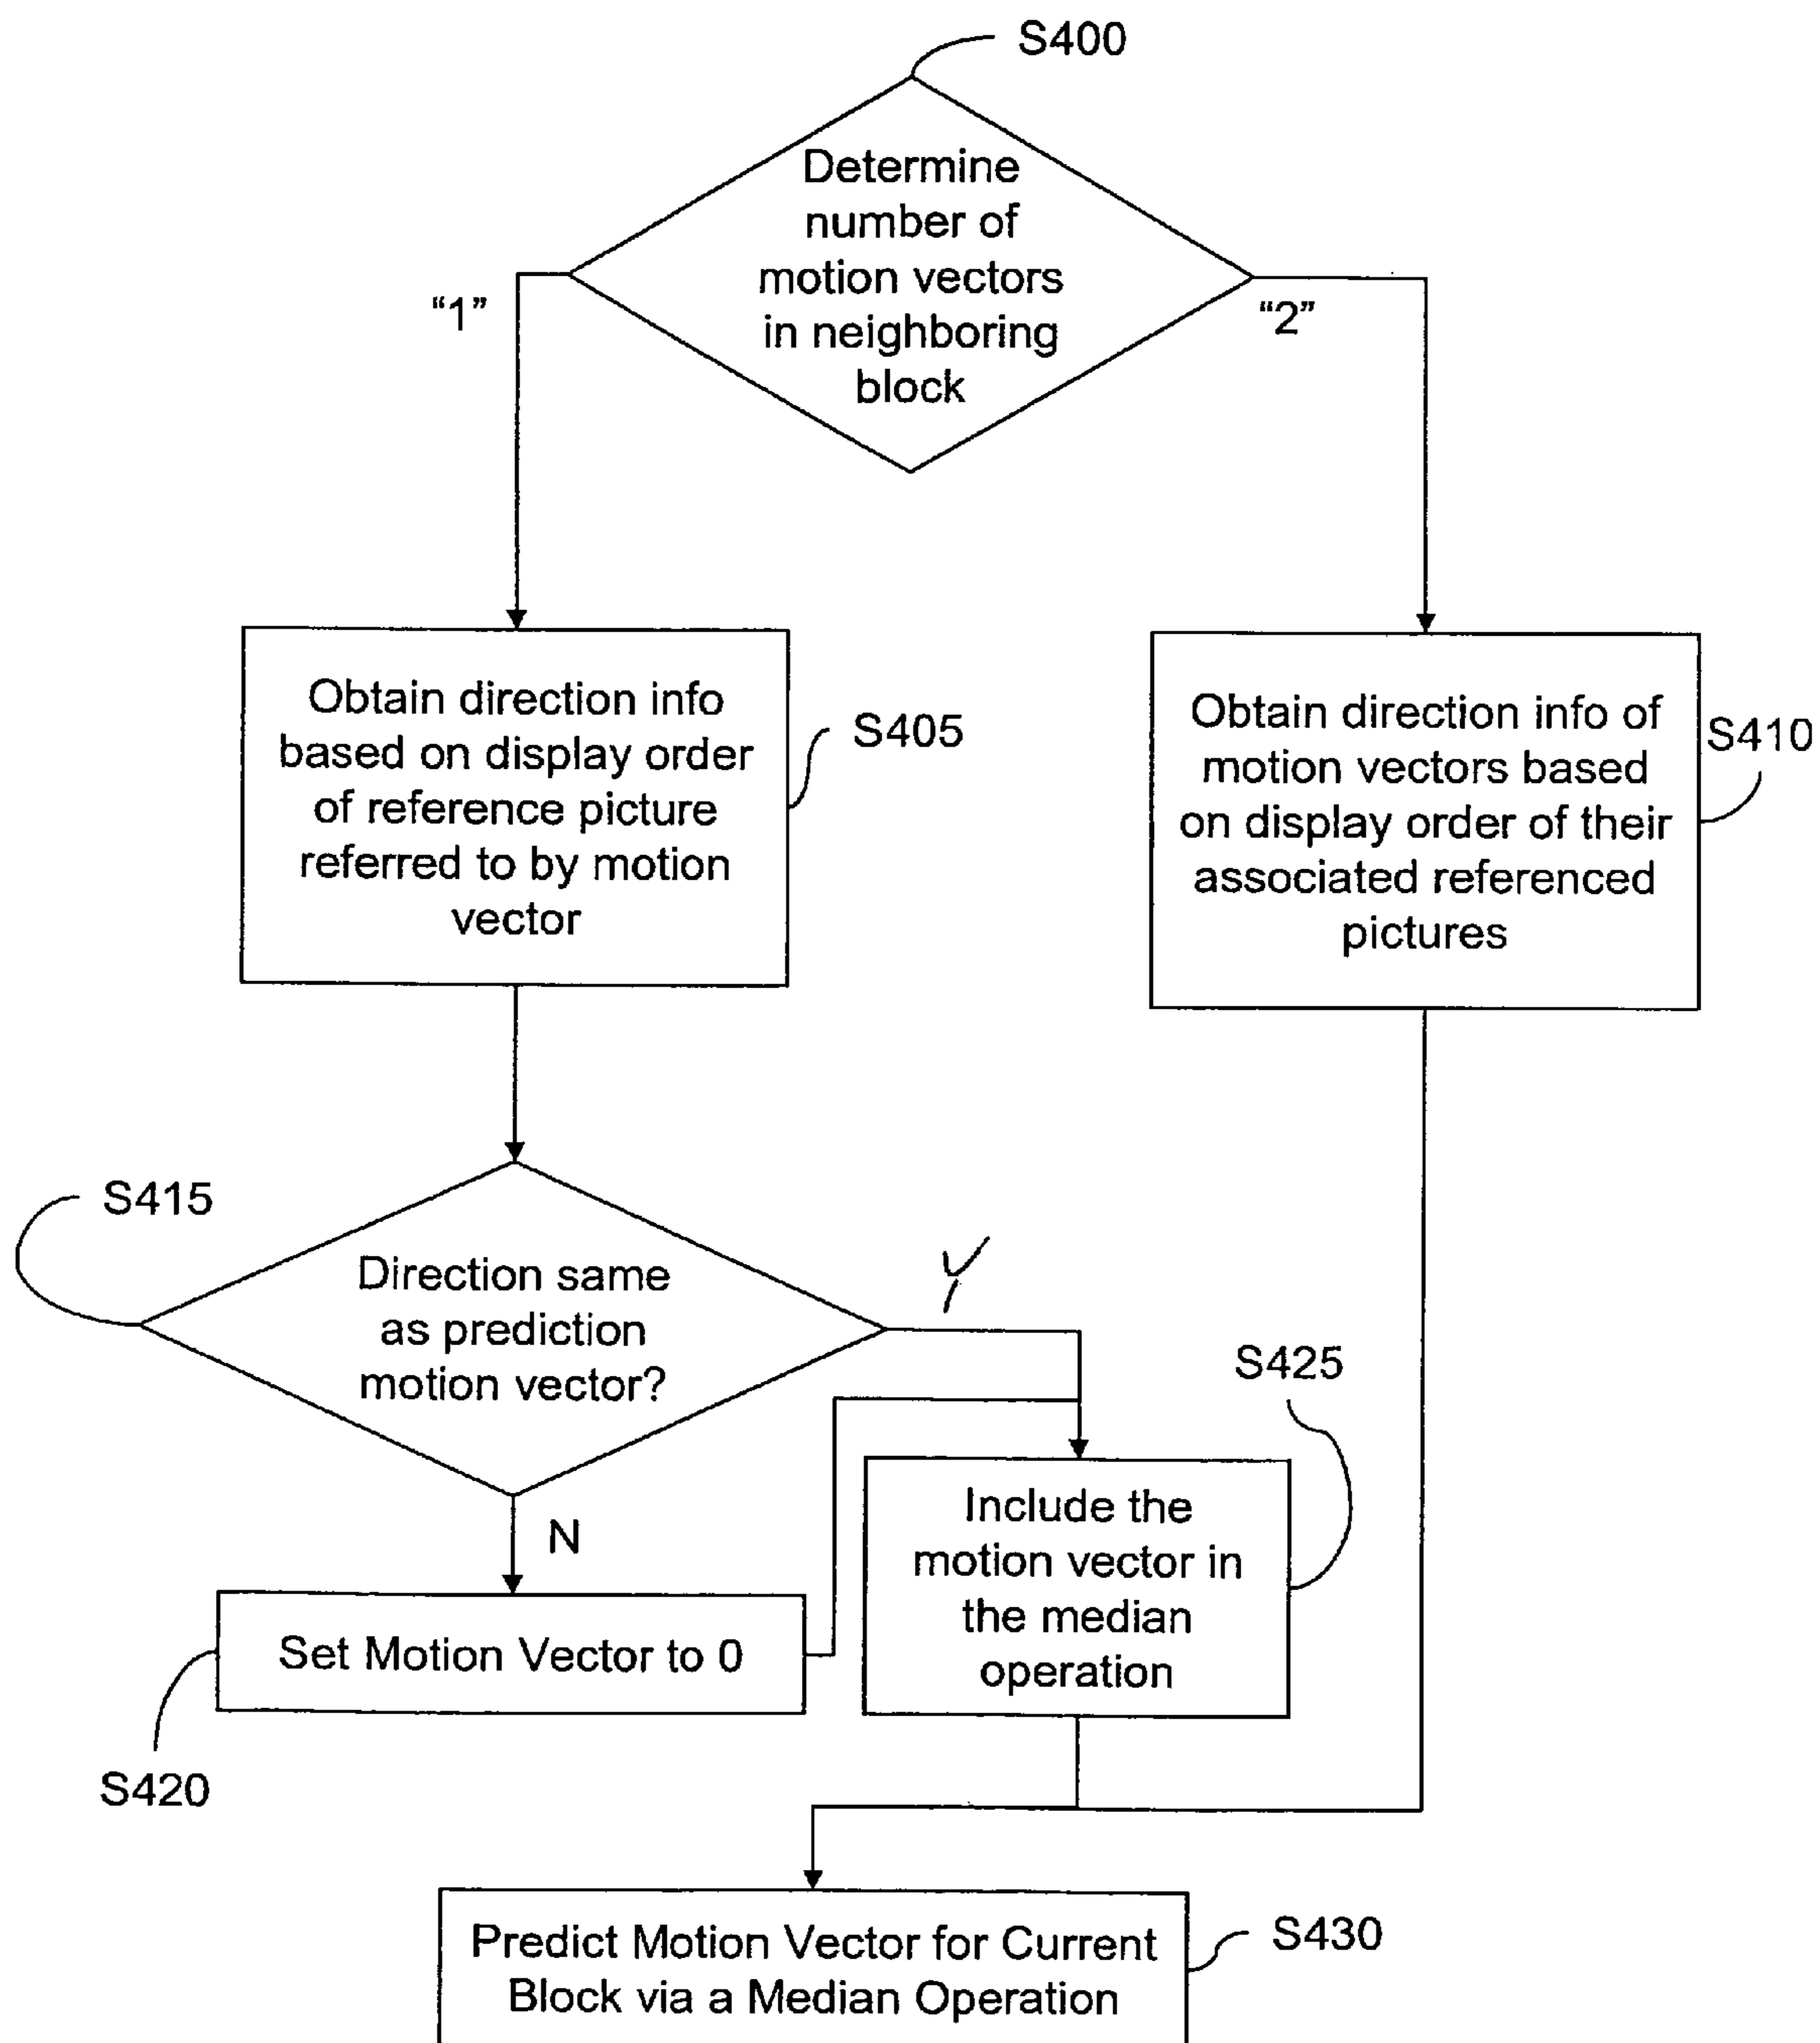 S400
Determine
number of
motion vectors
in neighboring
block
“1”
“2”
Obtain direction info
based on display order
of reference picture
referred to by motion
vector
S405
Obtain direction info of
motion vectors based
on display order of their
associated referenced
pictures
S410
S415
Direction same
as prediction
motion vector?
Y
S425
Include the
motion vector in
the median
operation
N
Set Motion Vector to 0
S420
Predict Motion Vector for Current
Block via a Median Operation
S430